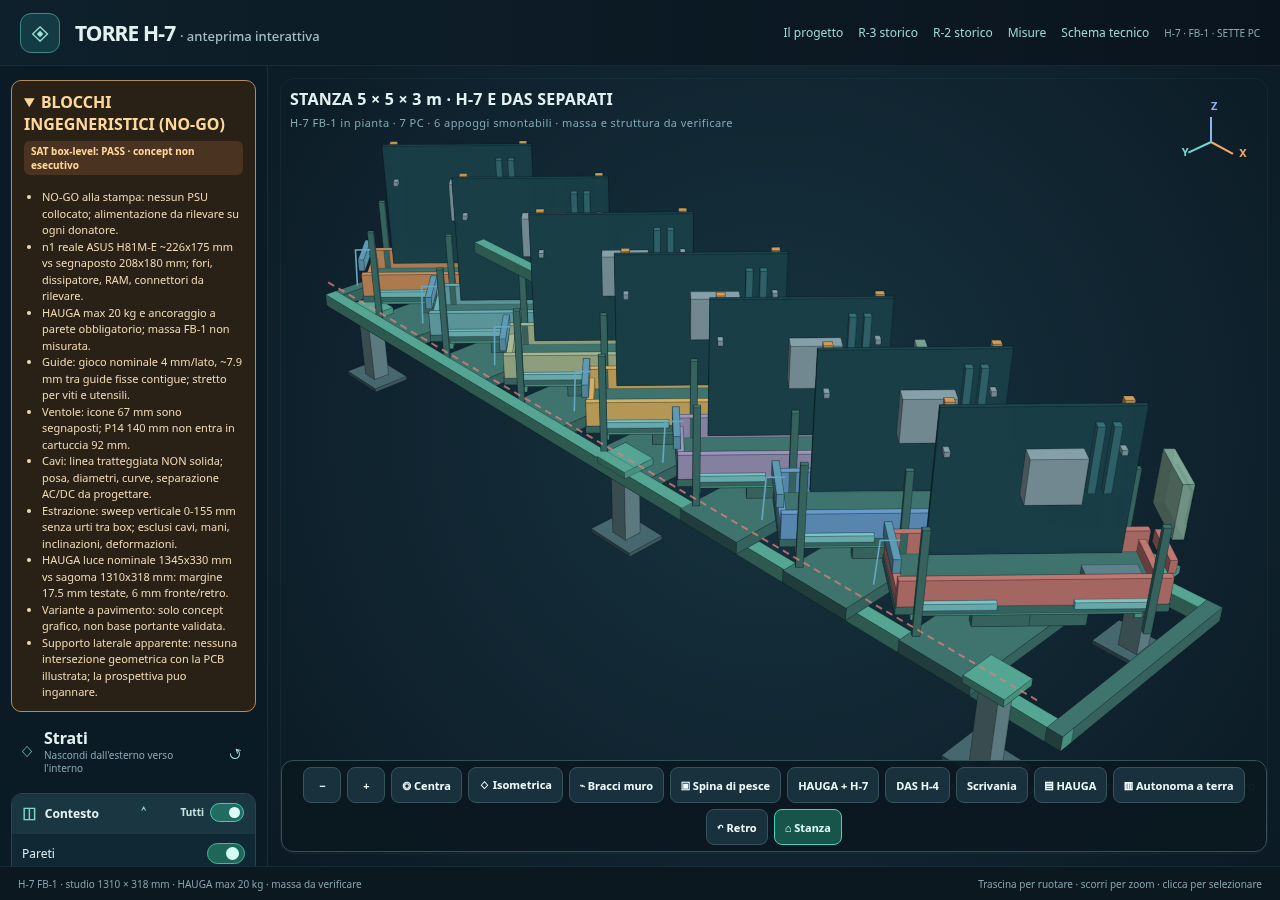 TORRE H-7 · anteprima interattiva
Il progetto R-3 storico R-2 storico Misure Schema tecnico H-7 · FB-1 · SETTE PC
▼ BLOCCHI
INGEGNERISTICI (NO-GO)
SAT box-level: PASS · concept non
esecutivo
• NO-GO alla stampa: nessun PSU
collocato; alimentazione da rilevare su
ogni donatore.
• n1 reale ASUS H81M-E ~226x175 mm
vs segnaposto 208x180 mm; fori,
dissipatore, RAM, connettori da
rilevare.
• HAUGA max 20 kg e ancoraggio a
parete obbligatorio; massa FB-1 non
misurata.
• Guide: gioco nominale 4 mm/lato, ~7.9
mm tra guide fisse contigue; stretto
per viti e utensili.
• Ventole: icone 67 mm sono
segnaposti; P14 140 mm non entra in
cartuccia 92 mm.
• Cavi: linea tratteggiata NON solida;
posa, diametri, curve, separazione
AC/DC da progettare.
• Estrazione: sweep verticale 0-155 mm
senza urti tra box; esclusi cavi, mani,
inclinazioni, deformazioni.
• HAUGA luce nominale 1345x330 mm
vs sagoma 1310x318 mm: margine
17.5 mm testate, 6 mm fronte/retro.
• Variante a pavimento: solo concept
grafico, non base portante validata.
• Supporto laterale apparente: nessuna
intersezione geometrica con la PCB
illustrata; la prospettiva puo
ingannare.
Strati
Nascondi dall'esterno verso
l'interno
Contesto Tutti
Pareti
STANZA 5 × 5 × 3 m · H-7 E DAS SEPARATI
H-7 FB-1 in pianta · 7 PC · 6 appoggi smontabili · massa e struttura da verificare
Z
Y X
− + Centra Isometrica Bracci muro Spina di pesce HAUGA + H-7 DAS H-4 Scrivania HAUGA Autonoma a terra
Retro Stanza
H-7 FB-1 · studio 1310 × 318 mm · HAUGA max 20 kg · massa da verificare
Trascina per ruotare · scorri per zoom · clicca per selezionare